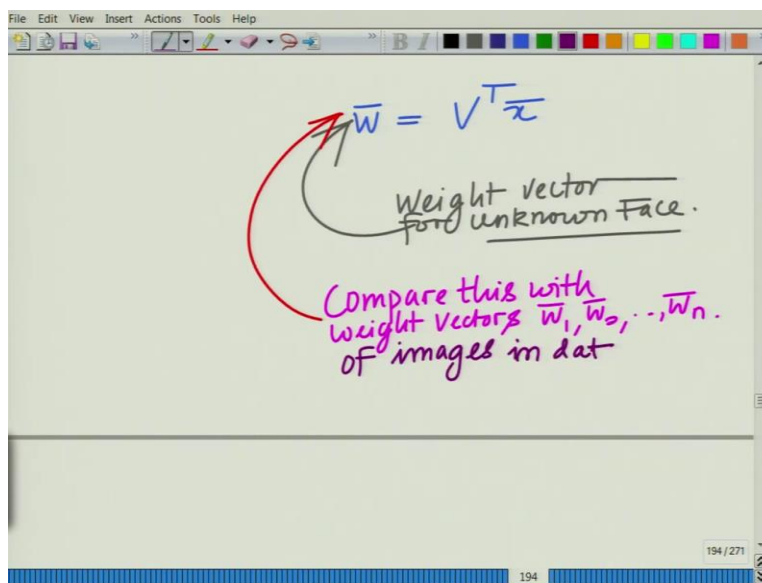 File Edit View Insert Actions Tools Help
B I
w̅ = Vᵀx̅
Weight vector
for unknown Face.
Compare this with
weight vectors w̅₁, w̅₂, .., w̅ₙ.
of images in dat
194 / 271
194